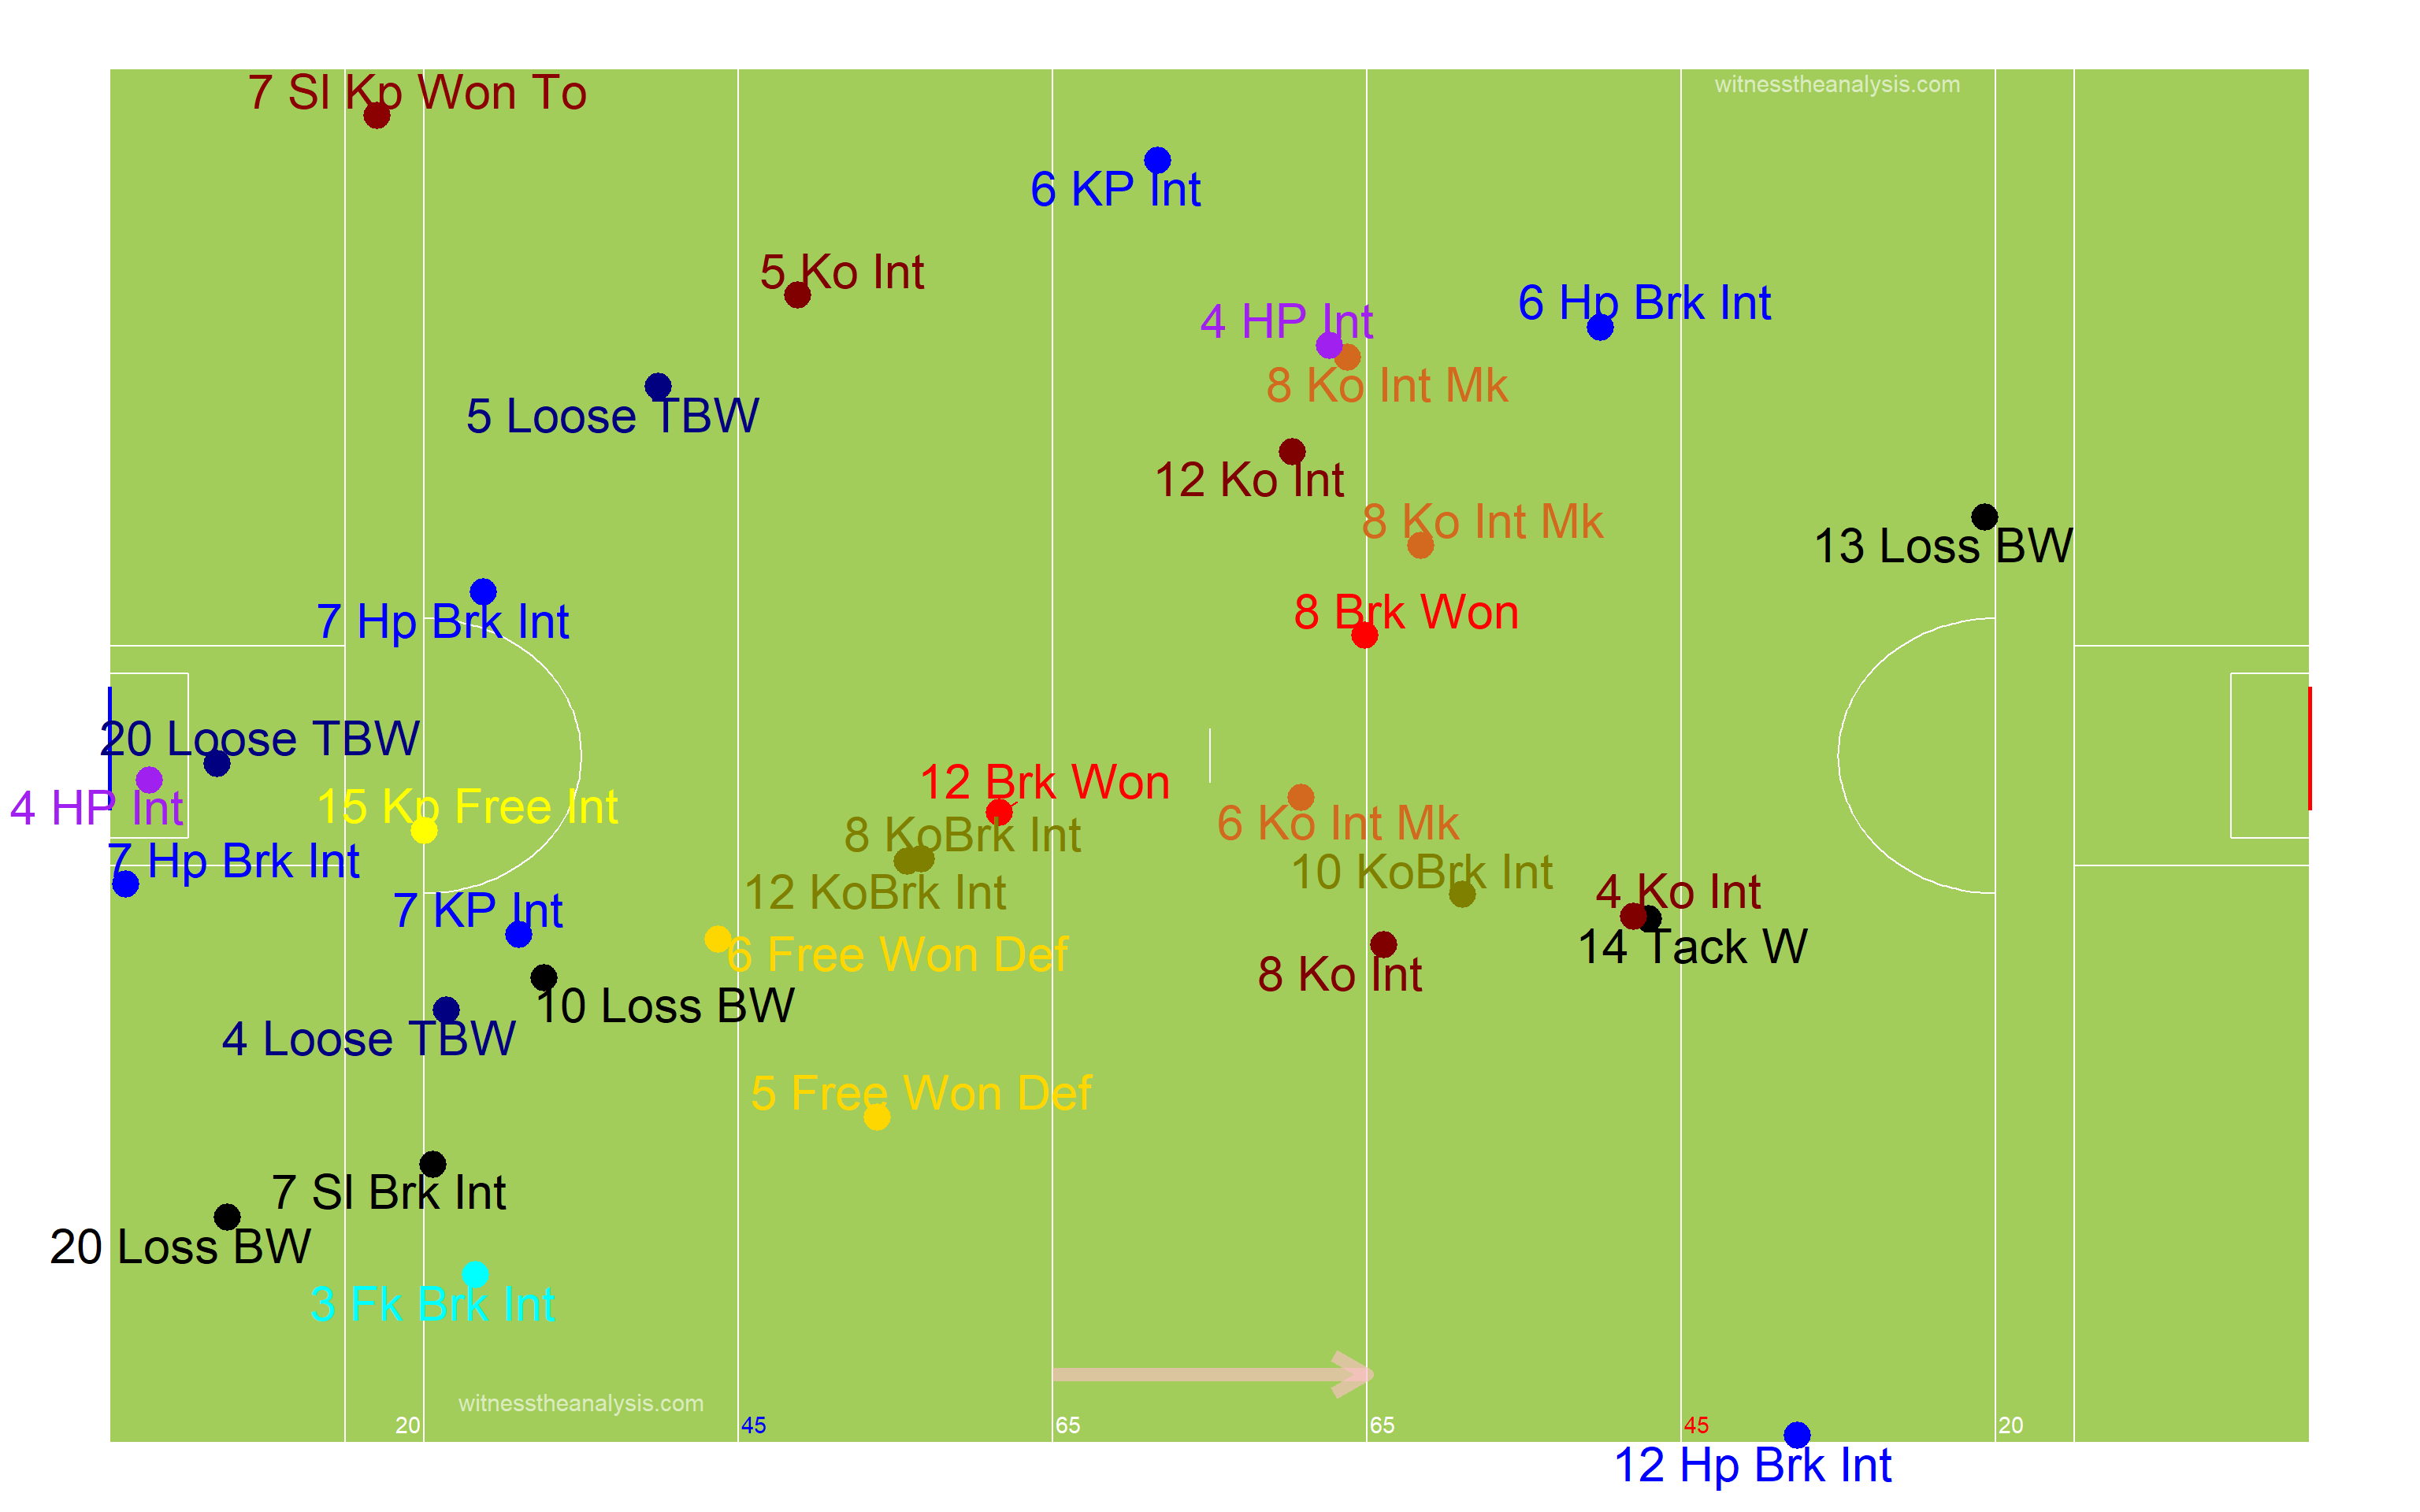 witnesstheanalysis.com
7 Sl Kp Won To
6 KP Int
5 Ko Int
6 Hp Brk Int
4 HP Int
8 Ko Int Mk
5 Loose TBW
12 Ko Int
8 Ko Int Mk
13 Loss BW
8 Brk Won
7 Hp Brk Int
20 Loose TBW
12 Brk Won
4 HP Int
15 Kp Free Int
6 Ko Int Mk
8 KoBrk Int
7 Hp Brk Int
10 KoBrk Int
12 KoBrk Int
4 Ko Int
7 KP Int
14 Tack W
6 Free Won Def
8 Ko Int
10 Loss BW
4 Loose TBW
5 Free Won Def
7 Sl Brk Int
20 Loss BW
3 Fk Brk Int
witnesstheanalysis.com
20 45 65 65 45 20
12 Hp Brk Int